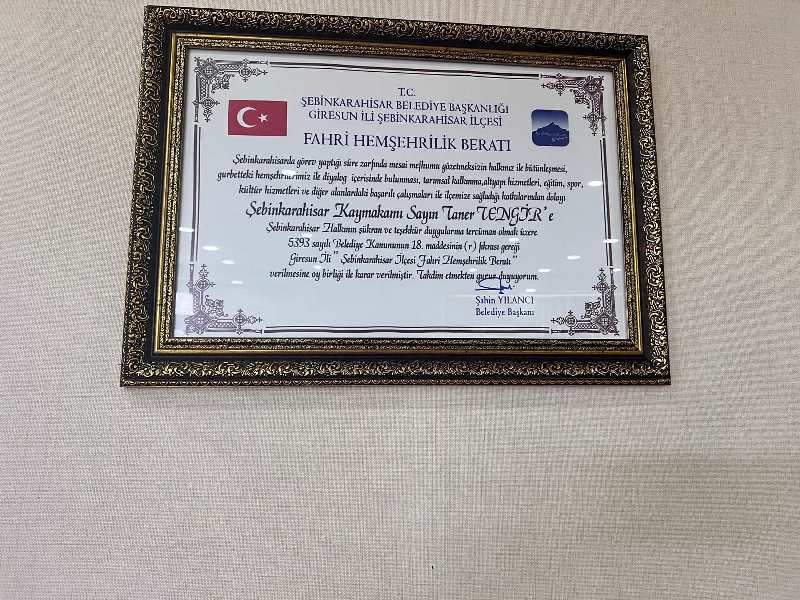 T.C.
ŞEBİNKARAHİSAR BELEDİYE BAŞKANLIĞI
GİRESUN İLİ ŞEBİNKARAHİSAR İLÇESİ
FAHRİ HEMŞEHRİLİK BERATI
Şebinkarahisarda görev yaptığı süre zarfında mesai mefhumu gözetmeksizin halkımız ile bütünleşmesi,
gurbetteki hemşehrilerimiz ile diyalog içerisinde bulunması, tarımsal kalkınma,altyapı hizmetleri, eğitim, spor,
kültür hizmetleri ve diğer alanlardaki başarılı çalışmaları ile ilçemize sağladığı katkılarından dolayı
Şebinkarahisar Kaymakamı Sayın Taner TENGİR' e
Şebinkarahisar Halkının şükran ve teşekkür duygularına tercüman olmak üzere
5393 sayılı Belediye Kanununun 18. maddesinin (r) fıkrası gereği
Giresun İli " Şebinkarahisar İlçesi Fahri Hemşehrilik Beratı"
verilmesine oy birliği ile karar verilmiştir. Takdim etmekten gurur duyuyorum.
Şahin YILANCI
Belediye Başkanı